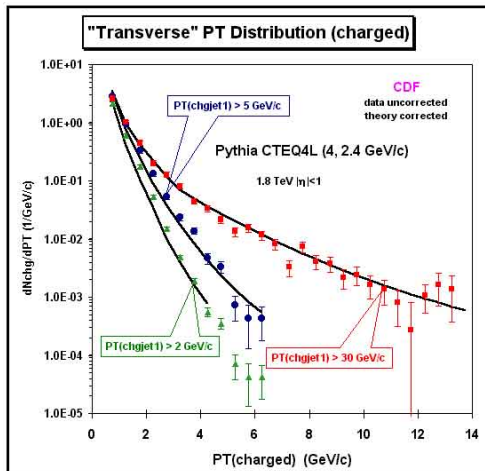 "Transverse" PT Distribution (charged)
1.0E+01
1.0E+00
1.0E-01
1.0E-02
1.0E-03
1.0E-04
1.0E-05
dNchg/dPT (1/GeV/c)
CDF
data uncorrected
theory corrected
PT(chgjet1) > 5 GeV/c
Pythia CTEQ4L (4, 2.4 GeV/c)
1.8 TeV |η|<1
PT(chgjet1) > 2 GeV/c
PT(chgjet1) > 30 GeV/c
0 2 4 6 8 10 12 14
PT(charged) (GeV/c)